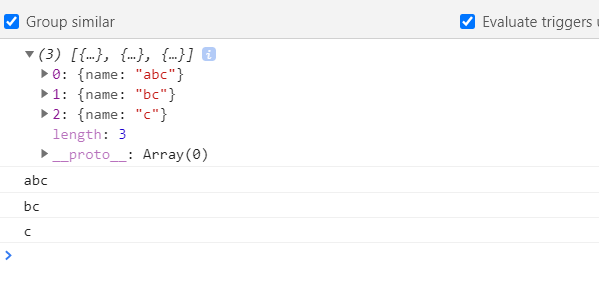 Group similar
Evaluate triggers
(3) [{…}, {…}, {…}] i
0: {name: "abc"}
1: {name: "bc"}
2: {name: "c"}
length: 3
__proto__: Array(0)
abc
bc
c